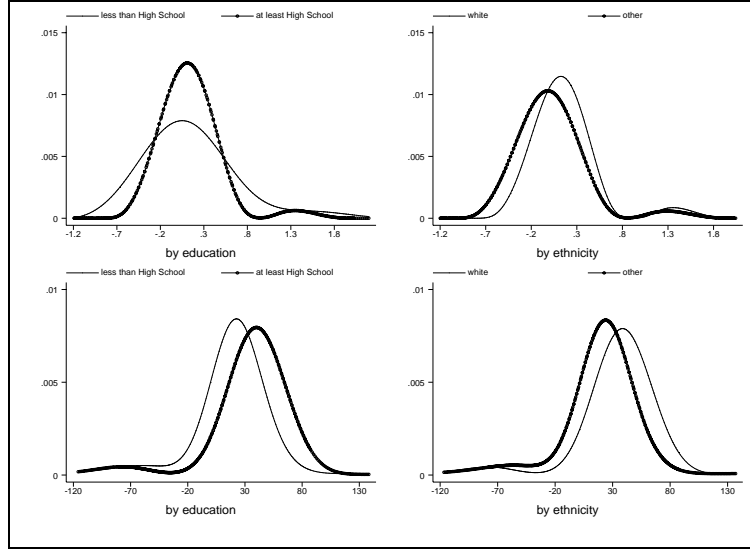 less than High School at least High School
.015
.01
.005
0
-1.2 -.7 -.2 .3 .8 1.3 1.8
by education
white other
.015
.01
.005
0
-1.2 -.7 -.2 .3 .8 1.3 1.8
by ethnicity
less than High School at least High School
.01
.005
0
-120 -70 -20 30 80 130
by education
white other
.01
.005
0
-120 -70 -20 30 80 130
by ethnicity